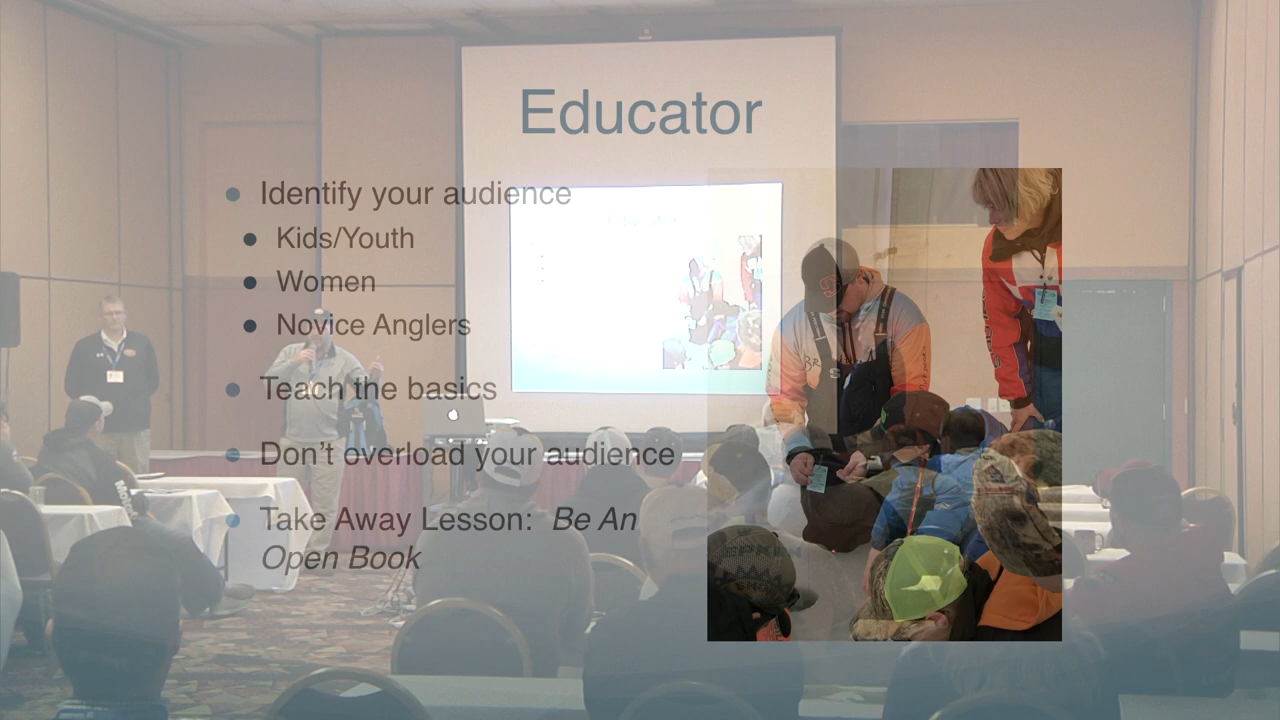 Educator
Identify your audience
Kids/Youth
Women
Novice Anglers
Teach the basics
Don’t overload your audience
Take Away Lesson: Be An
Open Book